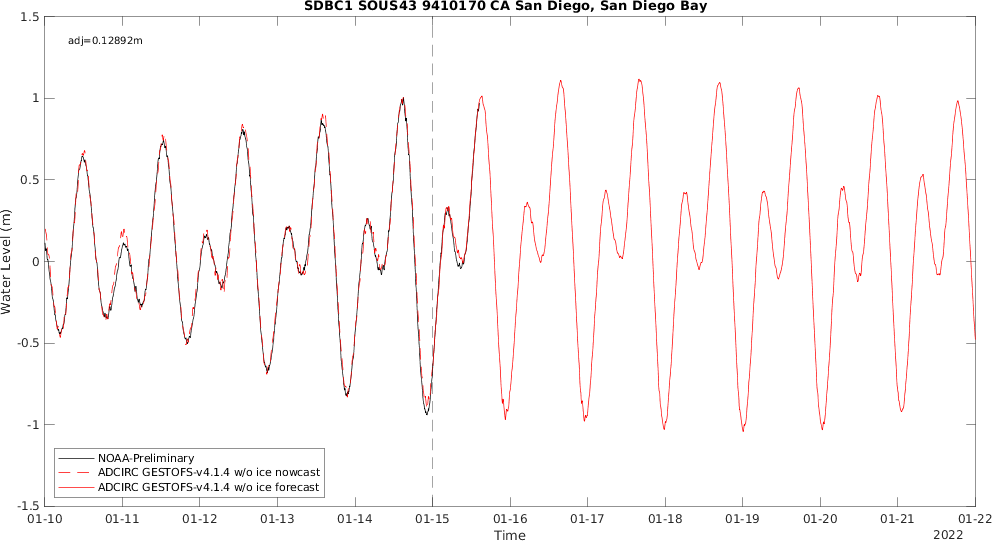 SDBC1 SOUS43 9410170 CA San Diego, San Diego Bay
adj=0.12892m
1.5
1
0.5
0
-0.5
-1
-1.5
Water Level (m)
NOAA-Preliminary
ADCIRC GESTOFS-v4.1.4 w/o ice nowcast
ADCIRC GESTOFS-v4.1.4 w/o ice forecast
01-10 01-11 01-12 01-13 01-14 01-15 01-16 01-17 01-18 01-19 01-20 01-21 01-22
Time
2022